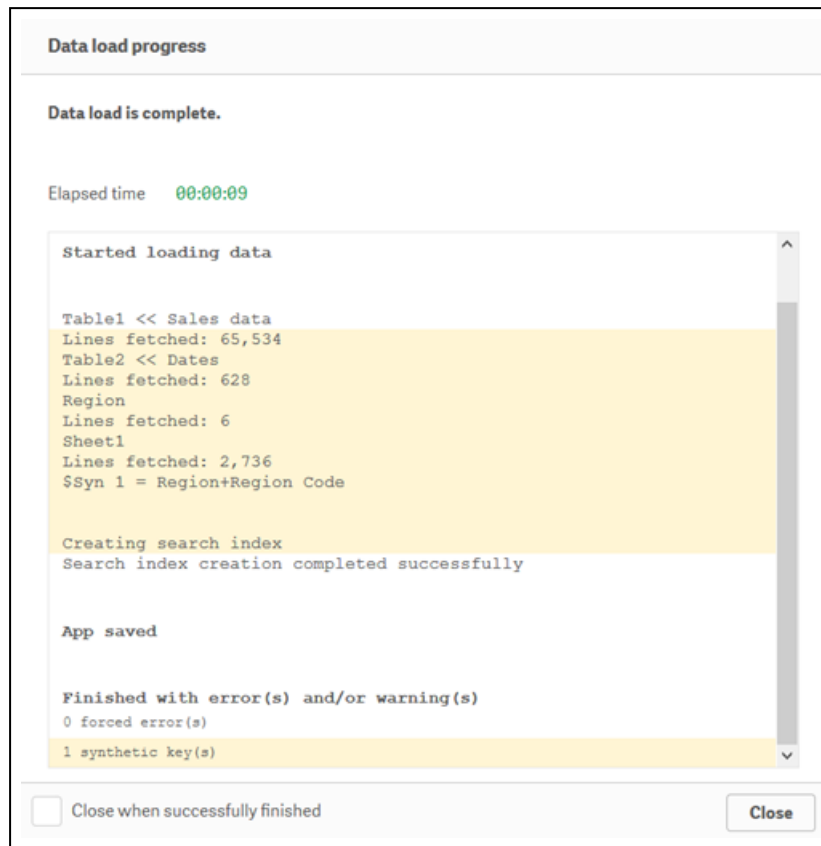 Data load progress
Data load is complete.
Elapsed time 00:00:09
Started loading data
Table1 << Sales data
Lines fetched: 65,534
Table2 << Dates
Lines fetched: 628
Region
Lines fetched: 6
Sheet1
Lines fetched: 2,736
$Syn 1 = Region+Region Code
Creating search index
Search index creation completed successfully
App saved
Finished with error(s) and/or warning(s)
0 forced error(s)
1 synthetic key(s)
Close when successfully finished
Close